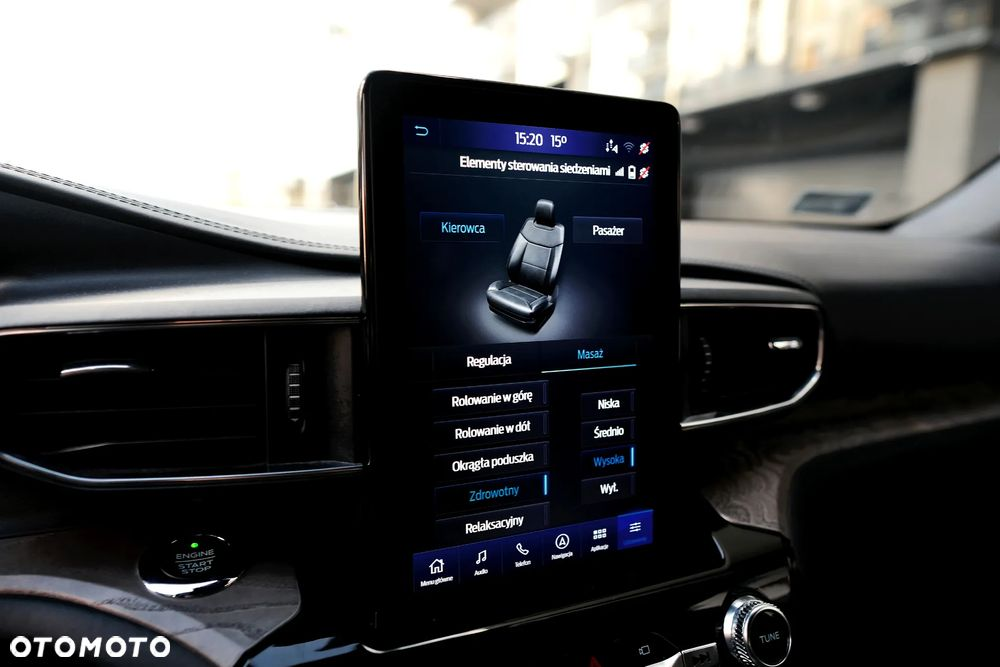 15:20 15º
Elementy sterowania siedzeniami
Kierowca
Pasażer
Regulacja
Masaż
Rolowanie w górę
Niska
Rolowanie w dół
Średnio
Okrągła poduszka
Wysoka
Zdrowotny
Wył.
Relaksacyjny
Menu główne
Audio
Telefon
Nawigacja
Aplikacje
ENGINE
START
STOP
TUNE
OTOMOTO